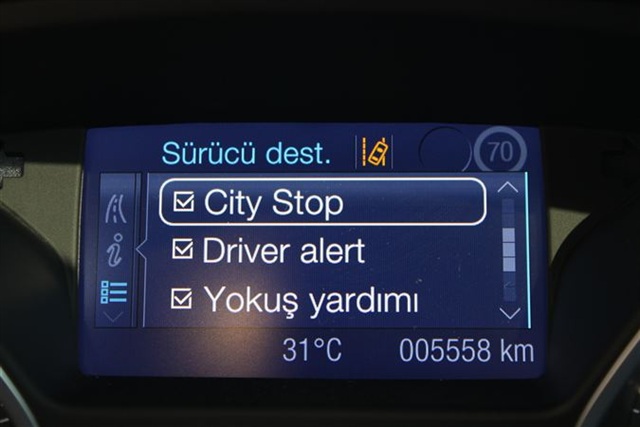 Sürücü dest. 70
City Stop
Driver alert
Yokuş yardımı
31°C 005558 km